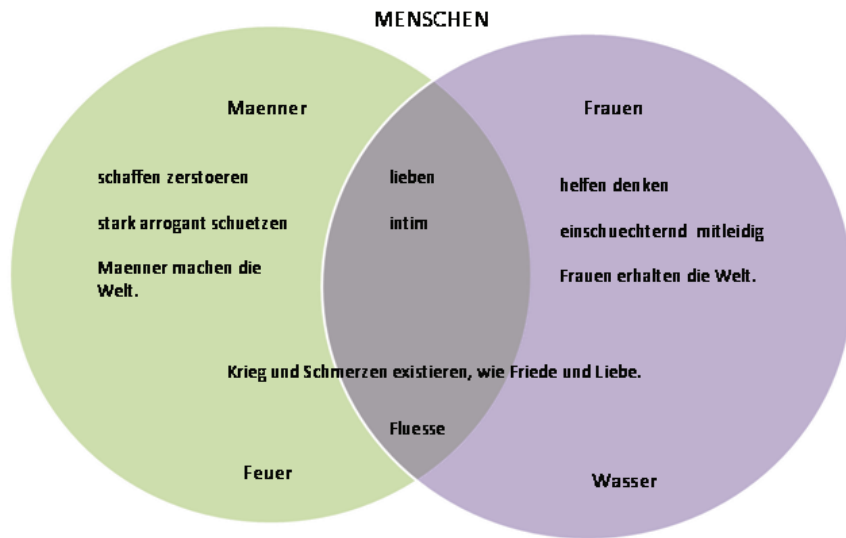 MENSCHEN
Maenner
Frauen
schaffen zerstoeren
lieben
helfen denken
stark arrogant schuetzen
intim
einschuechternd mitleidig
Maenner machen die
Welt.
Frauen erhalten die Welt.
Krieg und Schmerzen existieren, wie Friede und Liebe.
Fluesse
Feuer
Wasser